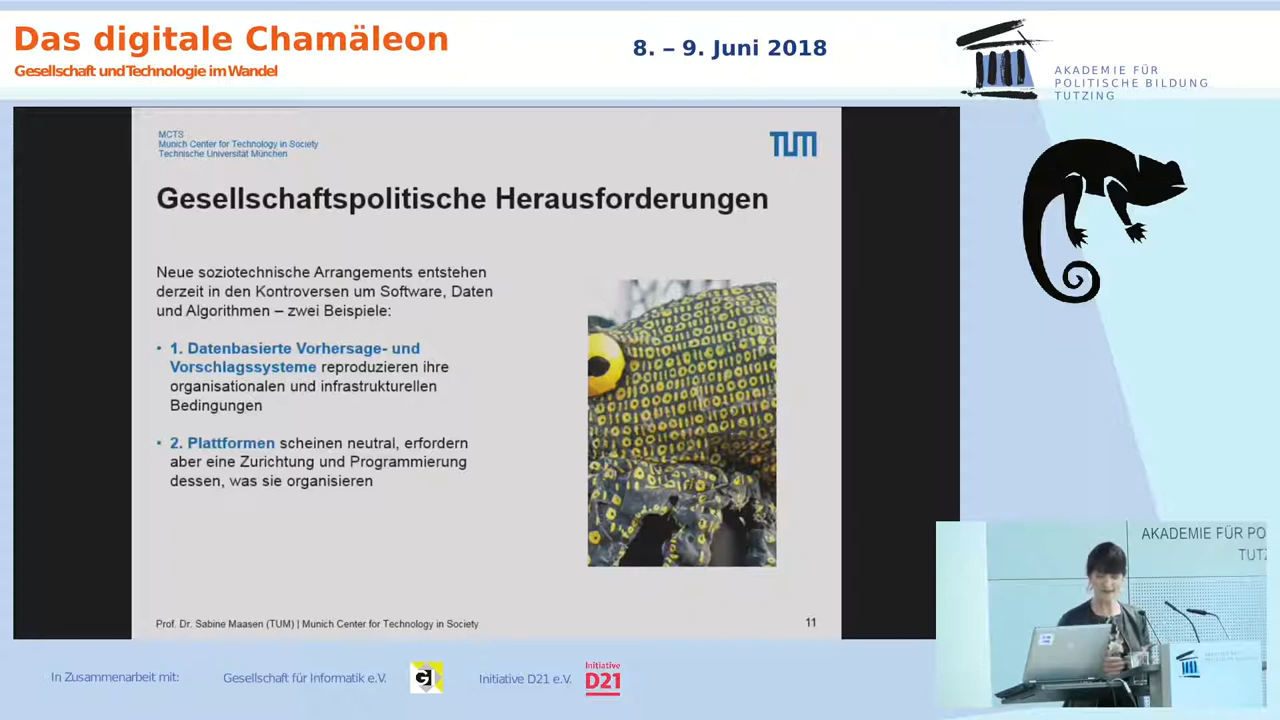 Das digitale Chamäleon
Gesellschaft und Technologie im Wandel
8. – 9. Juni 2018
AKADEMIE FÜR
POLITISCHE BILDUNG
TUTZING
MCTS
Munich Center for Technology in Society
Technische Universität München
TUM
Gesellschaftspolitische Herausforderungen
Neue soziotechnische Arrangements entstehen
derzeit in den Kontroversen um Software, Daten
und Algorithmen – zwei Beispiele:
• 1. Datenbasierte Vorhersage- und
Vorschlagssysteme reproduzieren ihre
organisationalen und infrastrukturellen
Bedingungen
• 2. Plattformen scheinen neutral, erfordern
aber eine Zurichtung und Programmierung
dessen, was sie organisieren
Prof. Dr. Sabine Maasen (TUM) | Munich Center for Technology in Society
11
AKADEMIE FÜR PO
TUTZ
In Zusammenarbeit mit:
Gesellschaft für Informatik e.V.
GI
Initiative D21 e.V.
Initiative
D21